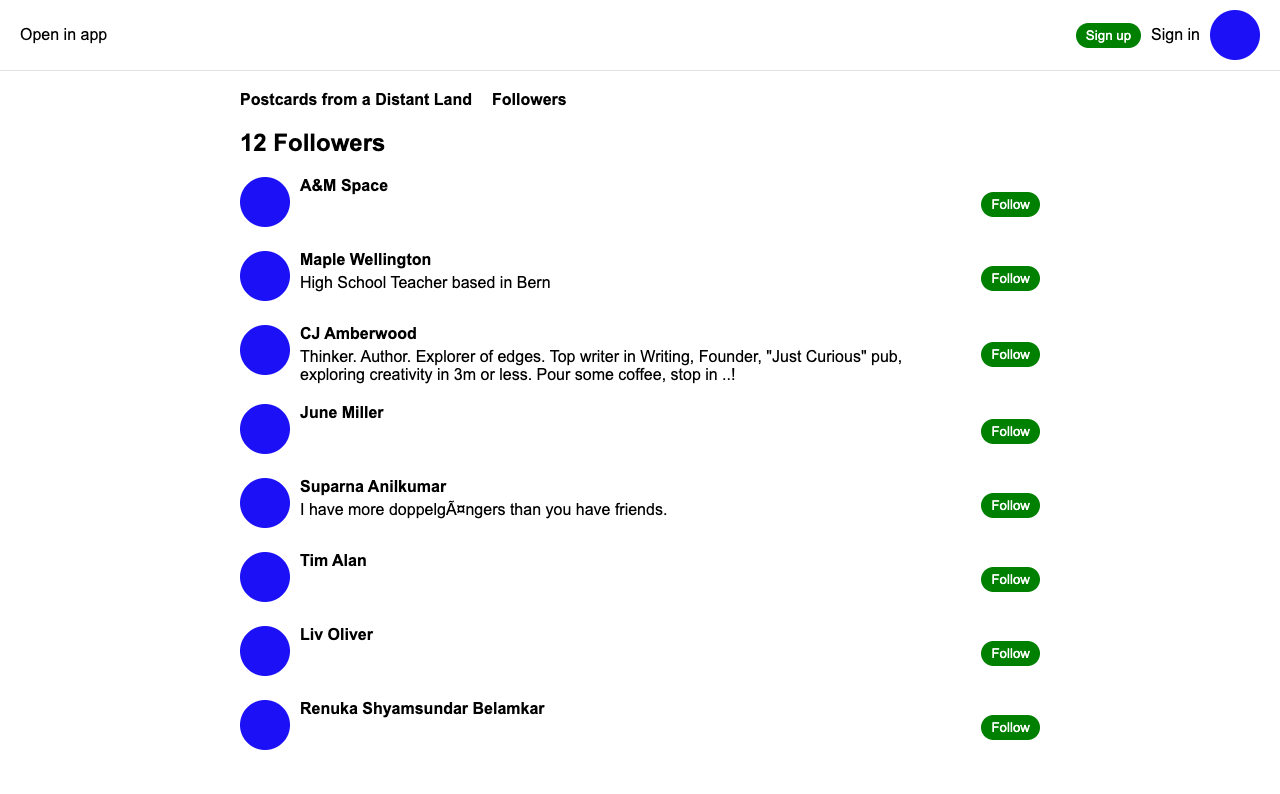 Open in app
Sign up
Sign in
Postcards from a Distant Land
Followers
12 Followers
A&M Space
Follow
Maple Wellington
High School Teacher based in Bern
Follow
CJ Amberwood
Thinker. Author. Explorer of edges. Top writer in Writing, Founder, "Just Curious" pub,
exploring creativity in 3m or less. Pour some coffee, stop in ..!
Follow
June Miller
Follow
Suparna Anilkumar
I have more doppelgÃ¤ngers than you have friends.
Follow
Tim Alan
Follow
Liv Oliver
Follow
Renuka Shyamsundar Belamkar
Follow